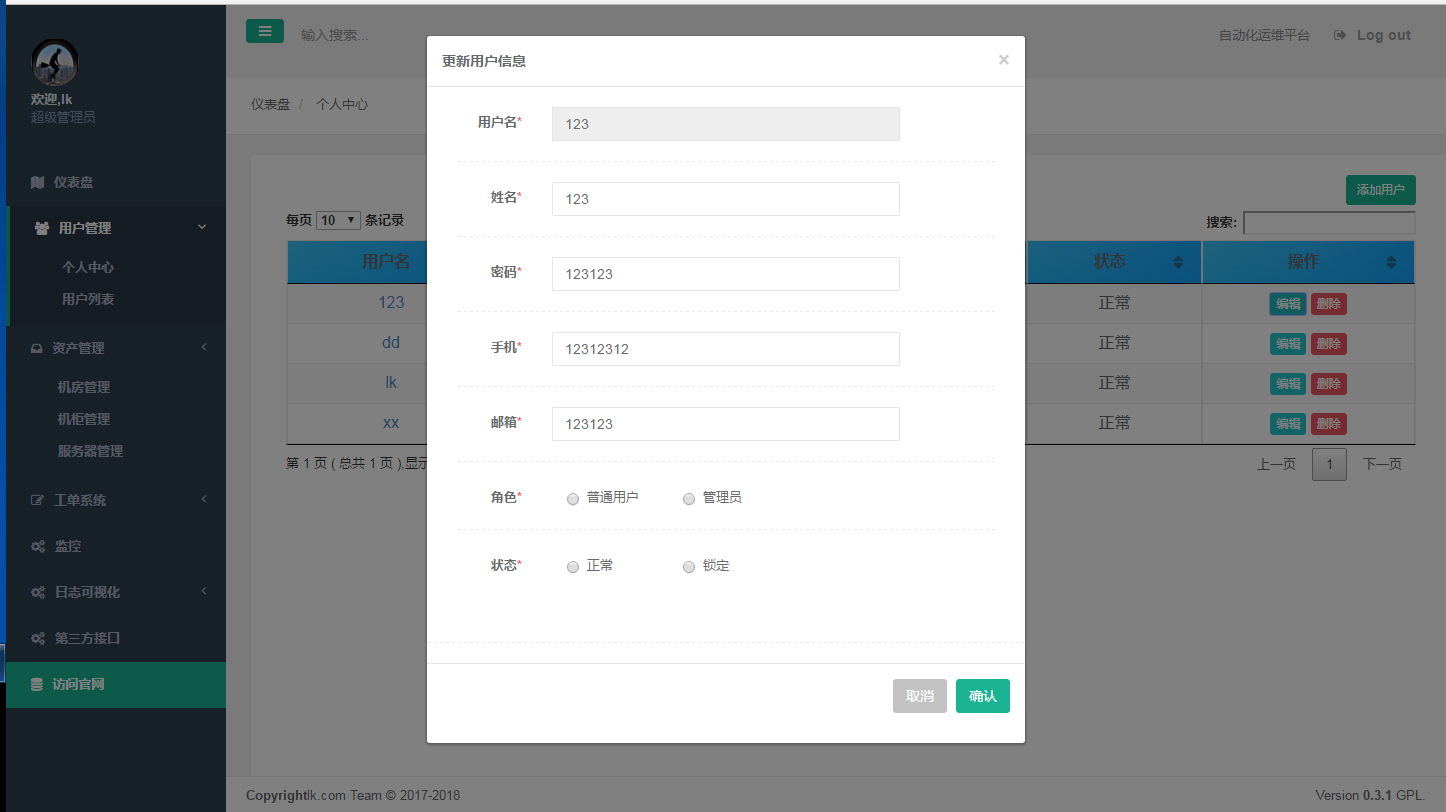 欢迎,lk
超级管理员
仪表盘
用户管理
个人中心
用户列表
资产管理
机房管理
机柜管理
服务器管理
工单系统
监控
日志可视化
第三方接口
访问官网
输入搜索...
自动化运维平台 Log out
仪表盘 / 个人中心
添加用户
每页 10 条记录
搜索:
用户名 状态 操作
123 正常 编辑 删除
dd 正常 编辑 删除
lk 正常 编辑 删除
xx 正常 编辑 删除
第 1 页 ( 总共 1 页 ),显示
上一页 1 下一页
更新用户信息 ×
用户名* 123
姓名* 123
密码* 123123
手机* 12312312
邮箱* 123123
角色* 普通用户 管理员
状态* 正常 锁定
取消 确认
Copyrightlk.com Team © 2017-2018
Version 0.3.1 GPL.